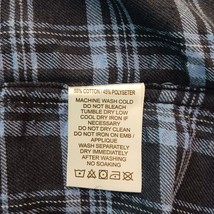 55% COTTON / 45% POLYSETER
MACHINE WASH COLD
DO NOT BLEACH
TUMBLE DRY LOW
COOL DRY IRON IF
NECESSARY
DO NOT DRY CLEAN
DO NOT IRON ON EMB /
APPLIQUE
WASH SEPARATELY
DRY IMMEDIATELY
AFTER WASHING
NO SOAKING